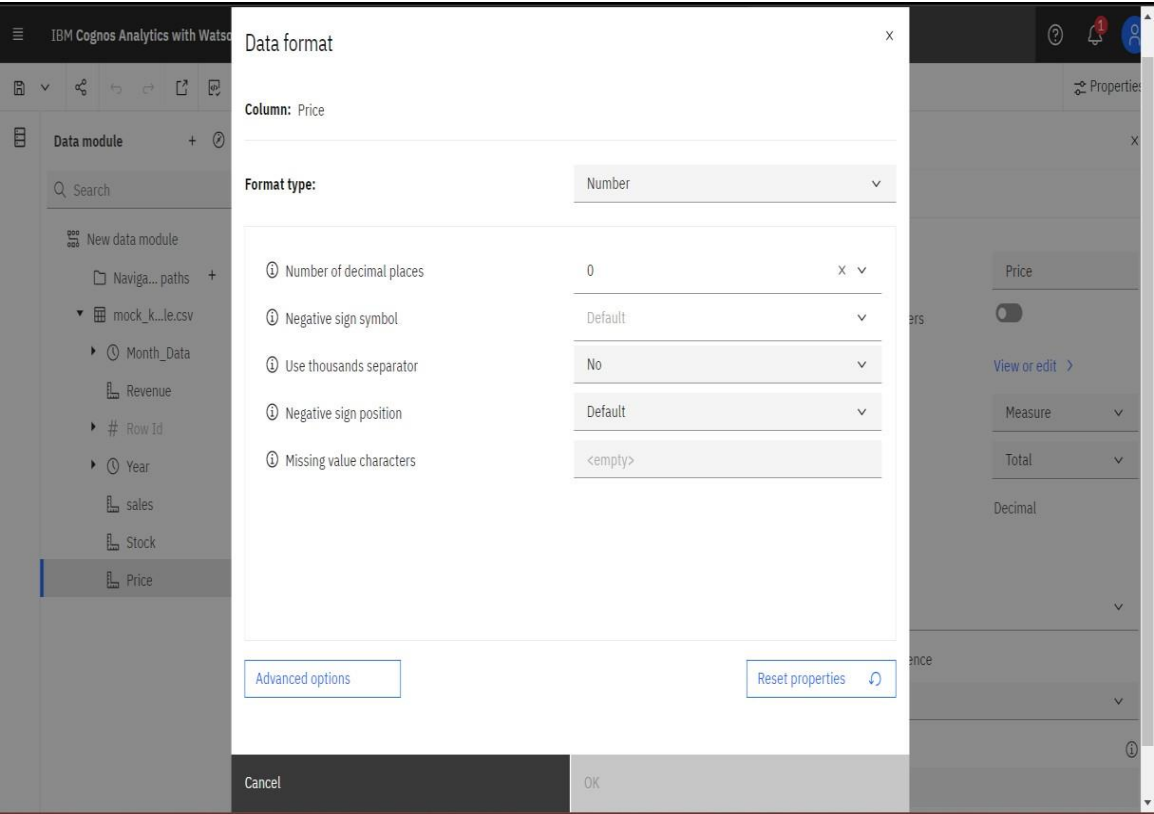 IBM Cognos Analytics with Watso
1
Properties
Data module
Search
New data module
Naviga... paths
mock_k...le.csv
Month_Data
Revenue
# Row Id
Year
sales
Stock
Price
Data format
X
Column: Price
Format type: Number
Number of decimal places 0 X
Negative sign symbol Default
Use thousands separator No
Negative sign position Default
Missing value characters <empty>
Advanced options
Reset properties
Cancel
OK
X
Price
ers
View or edit >
Measure
Total
Decimal
ence